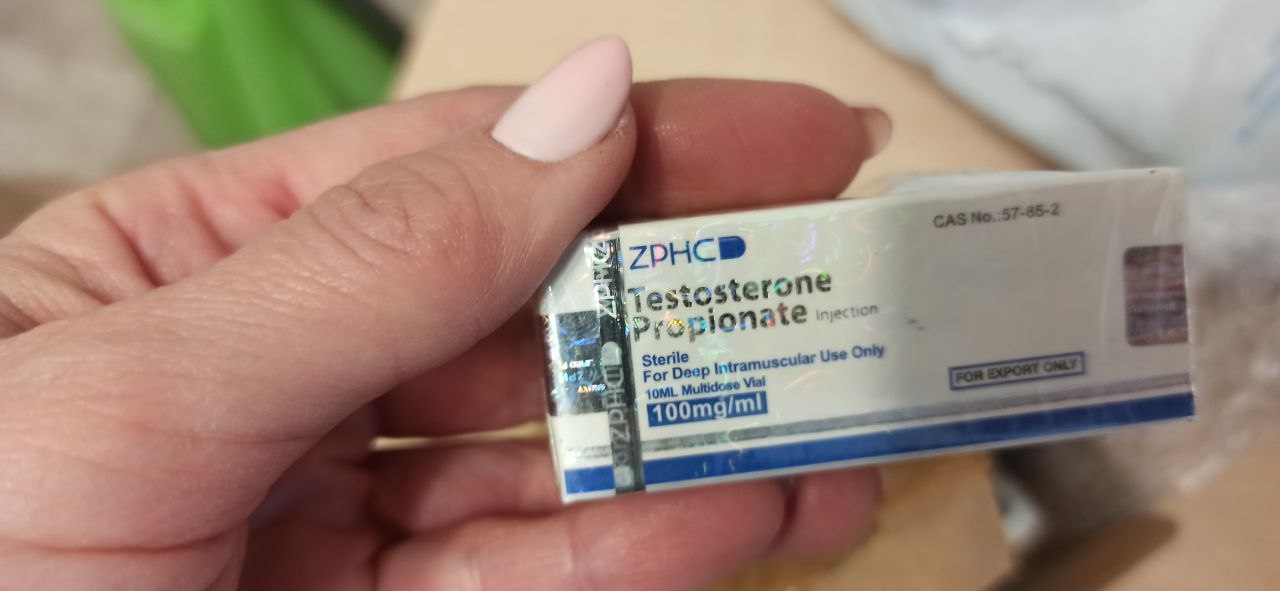 ZPHC
CAS No.:57-85-2
Testosterone
Propionate Injection
Sterile
For Deep Intramuscular Use Only
10ML Multidose Vial
100mg/ml
FOR EXPORT ONLY
ZPHC
ZPHC